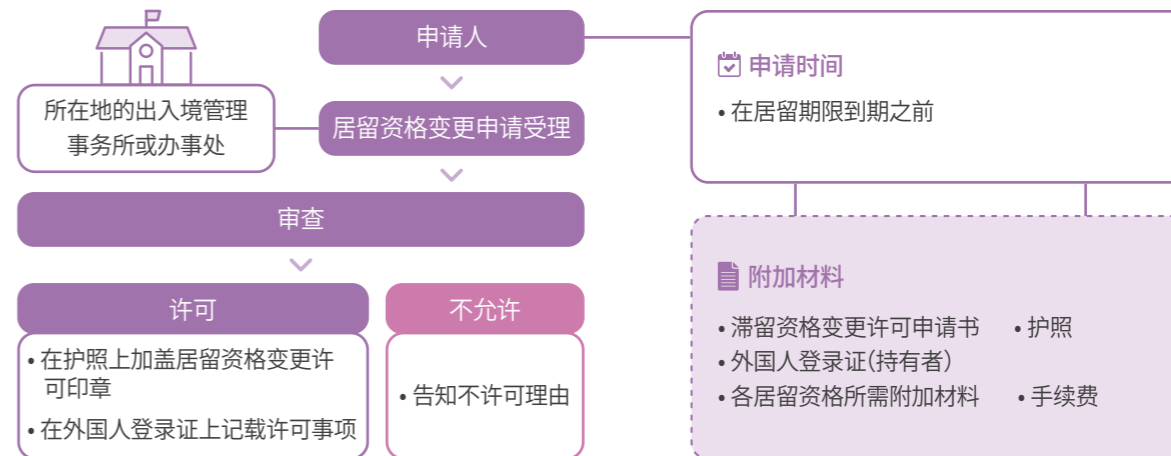 申请人
所在地的出入境管理
事务所或办事处
居留资格变更申请受理
审查
许可
• 在护照上加盖居留资格变更许
可印章
• 在外国人登录证上记载许可事项
不允许
• 告知不许可理由
申请时间
• 在居留期限到期之前
附加材料
• 滞留资格变更许可申请书 • 护照
• 外国人登录证(持有者)
• 各居留资格所需附加材料 • 手续费